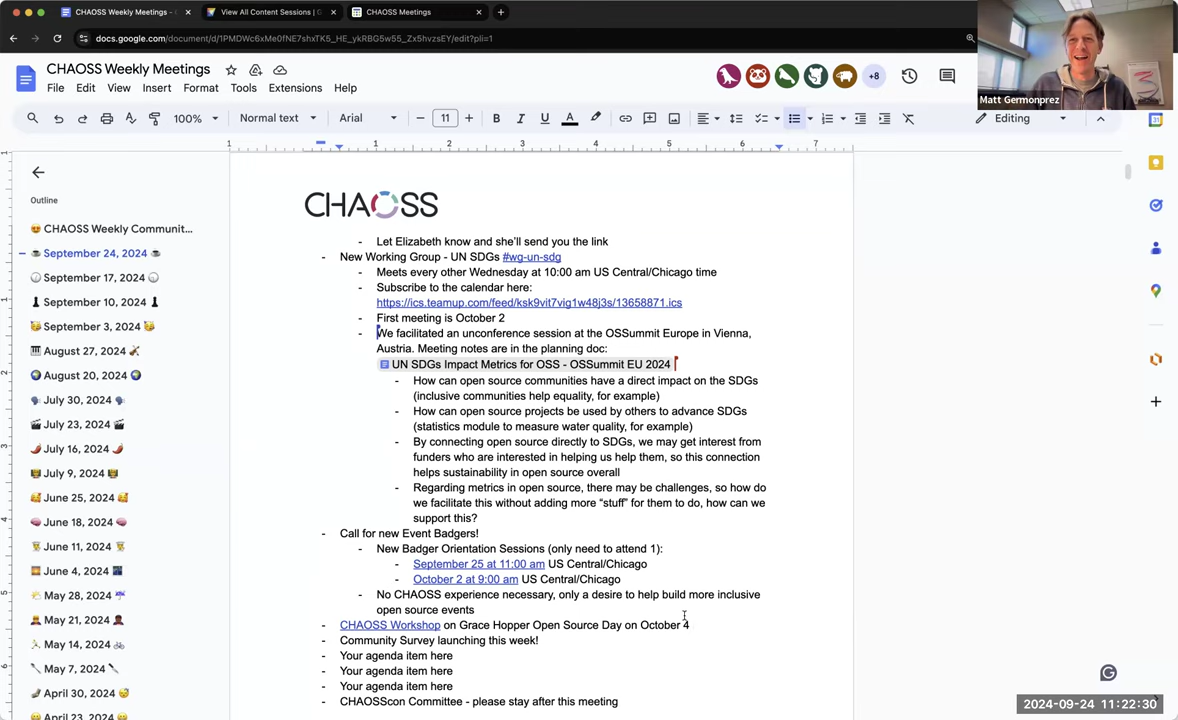 CHAOSS Weekly Meetings -
View All Content Sessions | C
CHAOSS Meetings
docs.google.com/document/d/1PMDWc6xMe0fNE7shxTK5_HE_ykRBG5w55_Zx5hvzsEY/edit?pli=1
CHAOSS Weekly Meetings
File Edit View Insert Format Tools Extensions Help
+8
Matt Germonprez
100% Normal text Arial 11 B I U A Editing
1 1 2 3 4 5 6 7
CHAOSS
Outline
CHAOSS Weekly Communit...
September 24, 2024
September 17, 2024
September 10, 2024
September 3, 2024
August 27, 2024
August 20, 2024
July 30, 2024
July 23, 2024
July 16, 2024
July 9, 2024
June 25, 2024
June 18, 2024
June 11, 2024
June 4, 2024
May 28, 2024
May 21, 2024
May 14, 2024
May 7, 2024
April 30, 2024
April 23, 2024
- Let Elizabeth know and she'll send you the link
- New Working Group - UN SDGs #wg-un-sdg
- Meets every other Wednesday at 10:00 am US Central/Chicago time
- Subscribe to the calendar here:
https://ics.teamup.com/feed/ksk9vit7vig1w48j3s/13658871.ics
- First meeting is October 2
- We facilitated an unconference session at the OSSummit Europe in Vienna,
Austria. Meeting notes are in the planning doc:
UN SDGs Impact Metrics for OSS - OSSummit EU 2024
- How can open source communities have a direct impact on the SDGs
(inclusive communities help equality, for example)
- How can open source projects be used by others to advance SDGs
(statistics module to measure water quality, for example)
- By connecting open source directly to SDGs, we may get interest from
funders who are interested in helping us help them, so this connection
helps sustainability in open source overall
- Regarding metrics in open source, there may be challenges, so how do
we facilitate this without adding more “stuff” for them to do, how can we
support this?
- Call for new Event Badgers!
- New Badger Orientation Sessions (only need to attend 1):
- September 25 at 11:00 am US Central/Chicago
- October 2 at 9:00 am US Central/Chicago
- No CHAOSS experience necessary, only a desire to help build more inclusive
open source events
- CHAOSS Workshop on Grace Hopper Open Source Day on October 4
- Community Survey launching this week!
- Your agenda item here
- Your agenda item here
- Your agenda item here
- CHAOSScon Committee - please stay after this meeting
2024-09-24 11:22:30